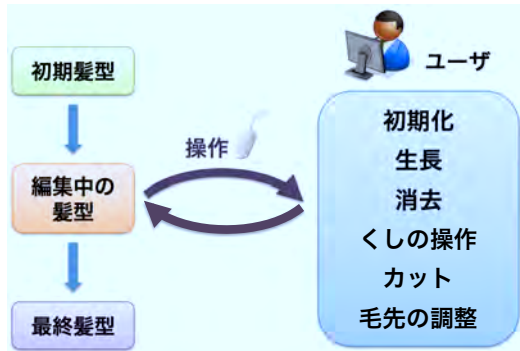 初期髪型
編集中の
髪型
最終髪型
操作
ユーザ
初期化
生長
消去
くしの操作
カット
毛先の調整